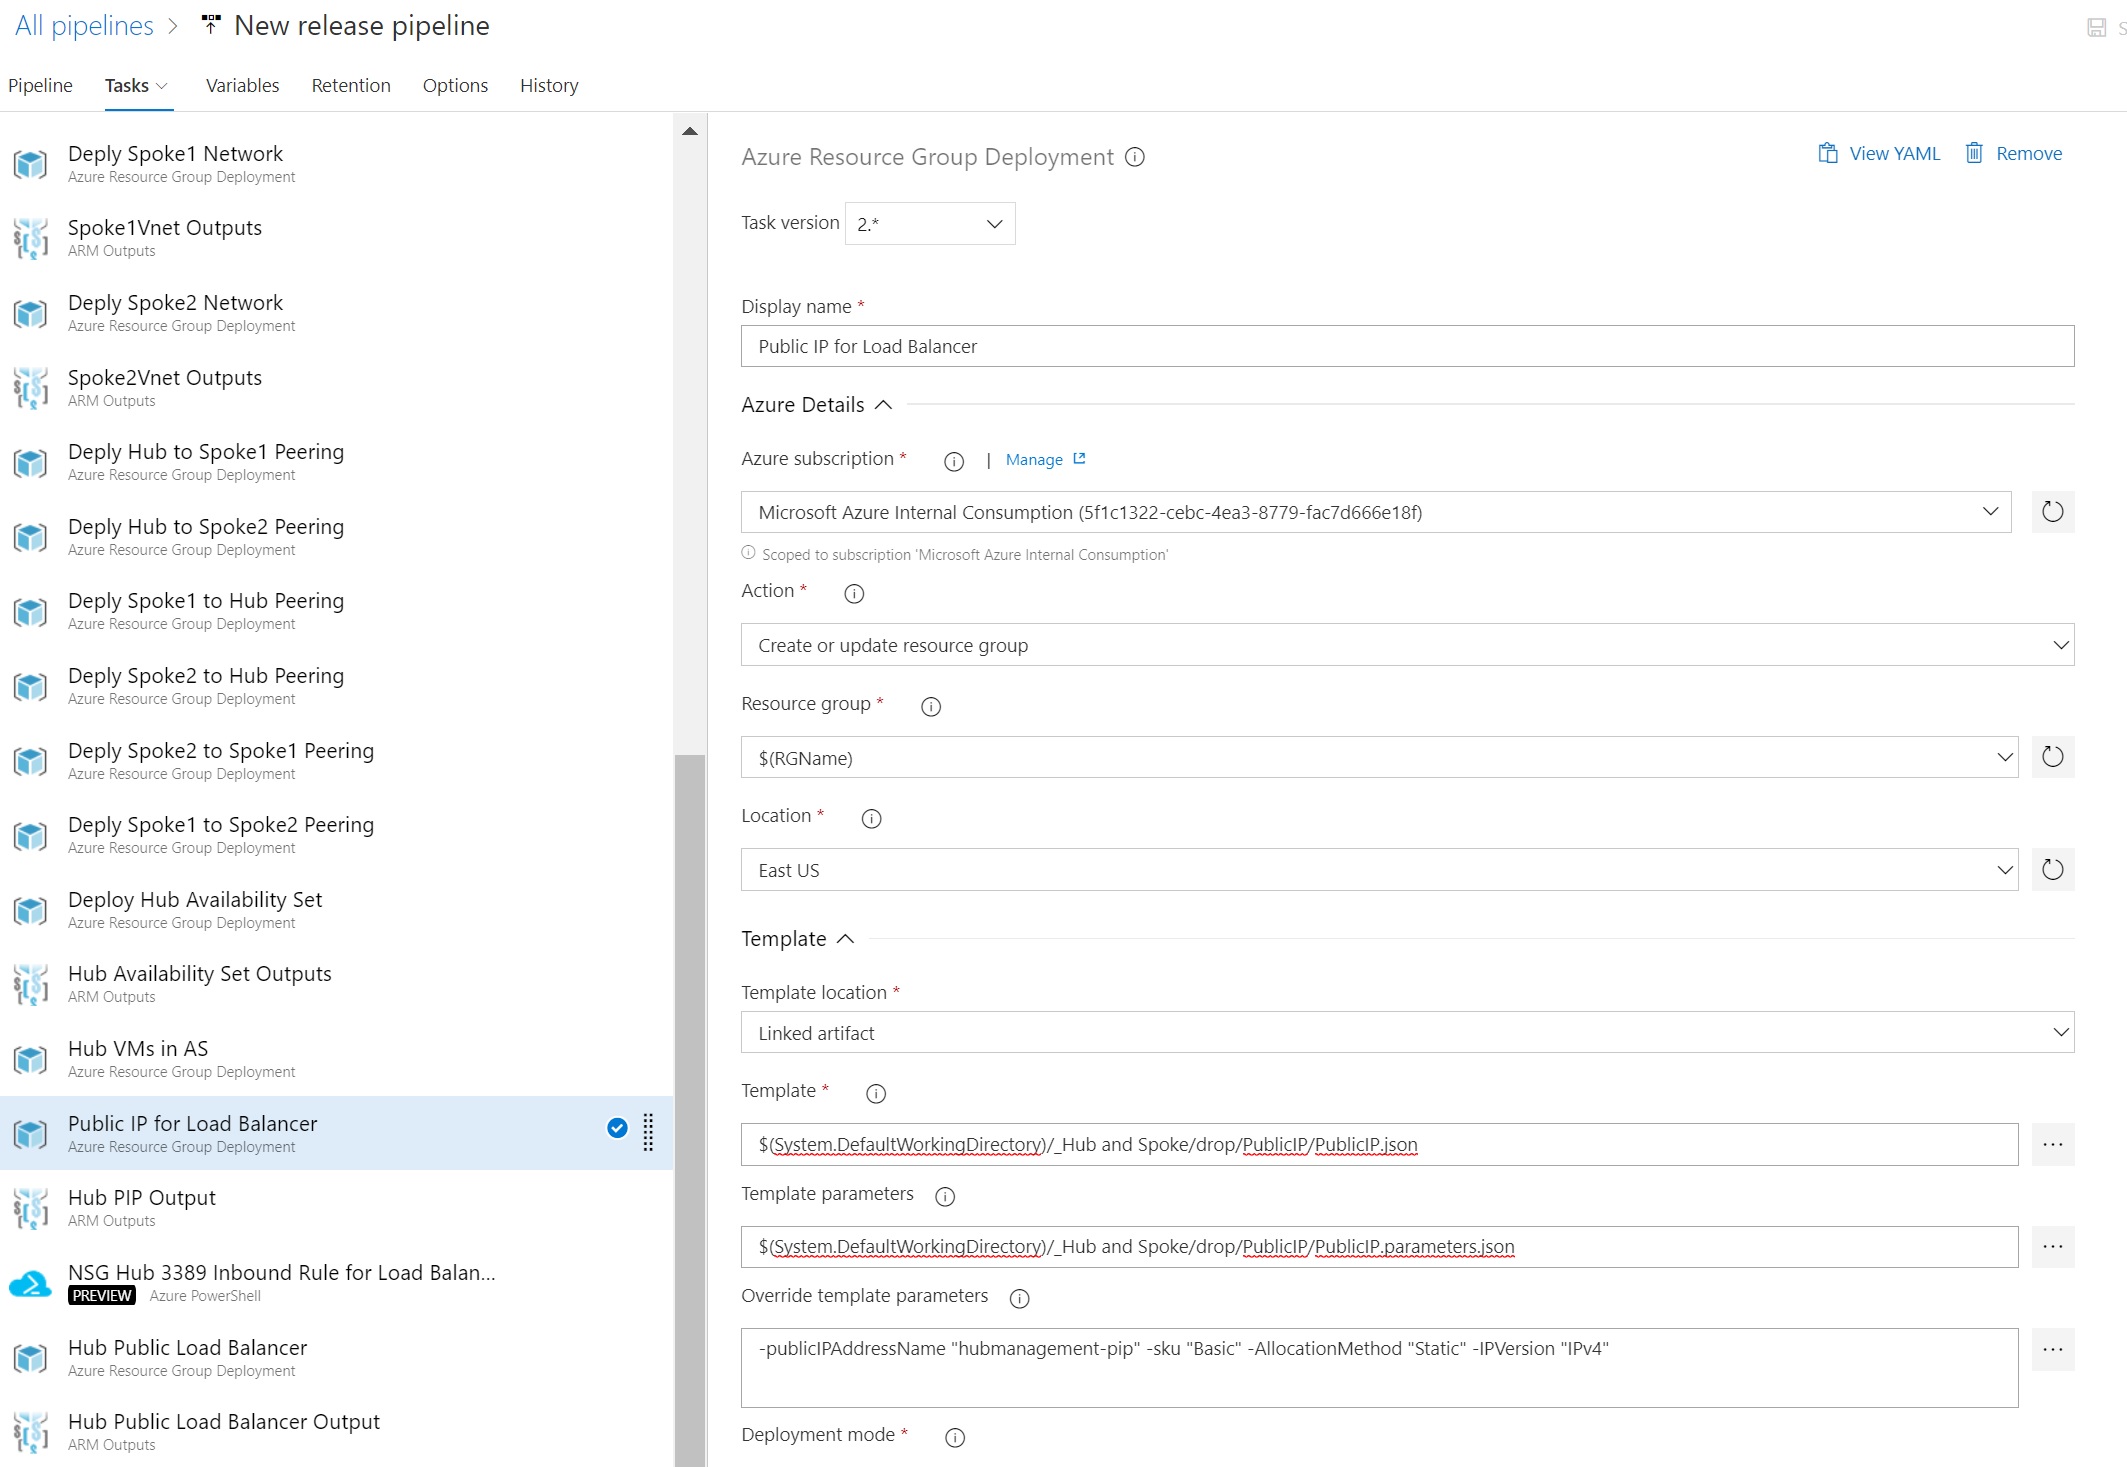 All pipelines > New release pipeline
S
Pipeline Tasks Variables Retention Options History
Deply Spoke1 Network
Azure Resource Group Deployment
Spoke1Vnet Outputs
ARM Outputs
Deply Spoke2 Network
Azure Resource Group Deployment
Spoke2Vnet Outputs
ARM Outputs
Deply Hub to Spoke1 Peering
Azure Resource Group Deployment
Deply Hub to Spoke2 Peering
Azure Resource Group Deployment
Deply Spoke1 to Hub Peering
Azure Resource Group Deployment
Deply Spoke2 to Hub Peering
Azure Resource Group Deployment
Deply Spoke2 to Spoke1 Peering
Azure Resource Group Deployment
Deply Spoke1 to Spoke2 Peering
Azure Resource Group Deployment
Deploy Hub Availability Set
Azure Resource Group Deployment
Hub Availability Set Outputs
ARM Outputs
Hub VMs in AS
Azure Resource Group Deployment
Public IP for Load Balancer
Azure Resource Group Deployment
Hub PIP Output
ARM Outputs
NSG Hub 3389 Inbound Rule for Load Balan...
PREVIEW Azure PowerShell
Hub Public Load Balancer
Azure Resource Group Deployment
Hub Public Load Balancer Output
ARM Outputs
Azure Resource Group Deployment
View YAML Remove
Task version 2.*
Display name *
Public IP for Load Balancer
Azure Details
Azure subscription * | Manage
Microsoft Azure Internal Consumption (5f1c1322-cebc-4ea3-8779-fac7d666e18f)
Scoped to subscription 'Microsoft Azure Internal Consumption'
Action *
Create or update resource group
Resource group *
$(RGName)
Location *
East US
Template
Template location *
Linked artifact
Template *
$(System.DefaultWorkingDirectory)/_Hub and Spoke/drop/PublicIP/PublicIP.json
Template parameters
$(System.DefaultWorkingDirectory)/_Hub and Spoke/drop/PublicIP/PublicIP.parameters.json
Override template parameters
-publicIPAddressName "hubmanagement-pip" -sku "Basic" -AllocationMethod "Static" -IPVersion "IPv4"
Deployment mode *